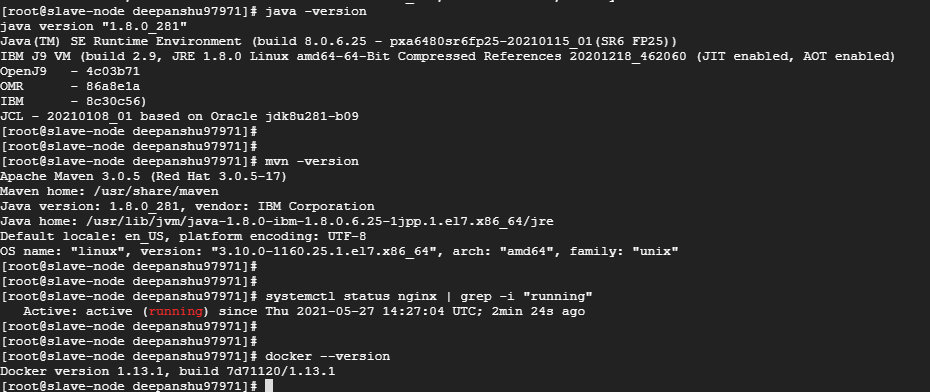 [root@slave-node deepanshu97971]# java -version
java version "1.8.0_281"
Java(TM) SE Runtime Environment (build 8.0.6.25 - pxa6480sr6fp25-20210115_01(SR6 FP25))
IBM J9 VM (build 2.9, JRE 1.8.0 Linux amd64-64-Bit Compressed References 20201218_462060 (JIT enabled, AOT enabled)
OpenJ9   - 4c03b71
OMR      - 86a8e1a
IBM      - 8c30c56)
JCL - 20210108_01 based on Oracle jdk8u281-b09
[root@slave-node deepanshu97971]#
[root@slave-node deepanshu97971]#
[root@slave-node deepanshu97971]# mvn -version
Apache Maven 3.0.5 (Red Hat 3.0.5-17)
Maven home: /usr/share/maven
Java version: 1.8.0_281, vendor: IBM Corporation
Java home: /usr/lib/jvm/java-1.8.0-ibm-1.8.0.6.25-1jpp.1.el7.x86_64/jre
Default locale: en_US, platform encoding: UTF-8
OS name: "linux", version: "3.10.0-1160.25.1.el7.x86_64", arch: "amd64", family: "unix"
[root@slave-node deepanshu97971]#
[root@slave-node deepanshu97971]#
[root@slave-node deepanshu97971]# systemctl status nginx | grep -i "running"
   Active: active (running) since Thu 2021-05-27 14:27:04 UTC; 2min 24s ago
[root@slave-node deepanshu97971]#
[root@slave-node deepanshu97971]#
[root@slave-node deepanshu97971]# docker --version
Docker version 1.13.1, build 7d71120/1.13.1
[root@slave-node deepanshu97971]#